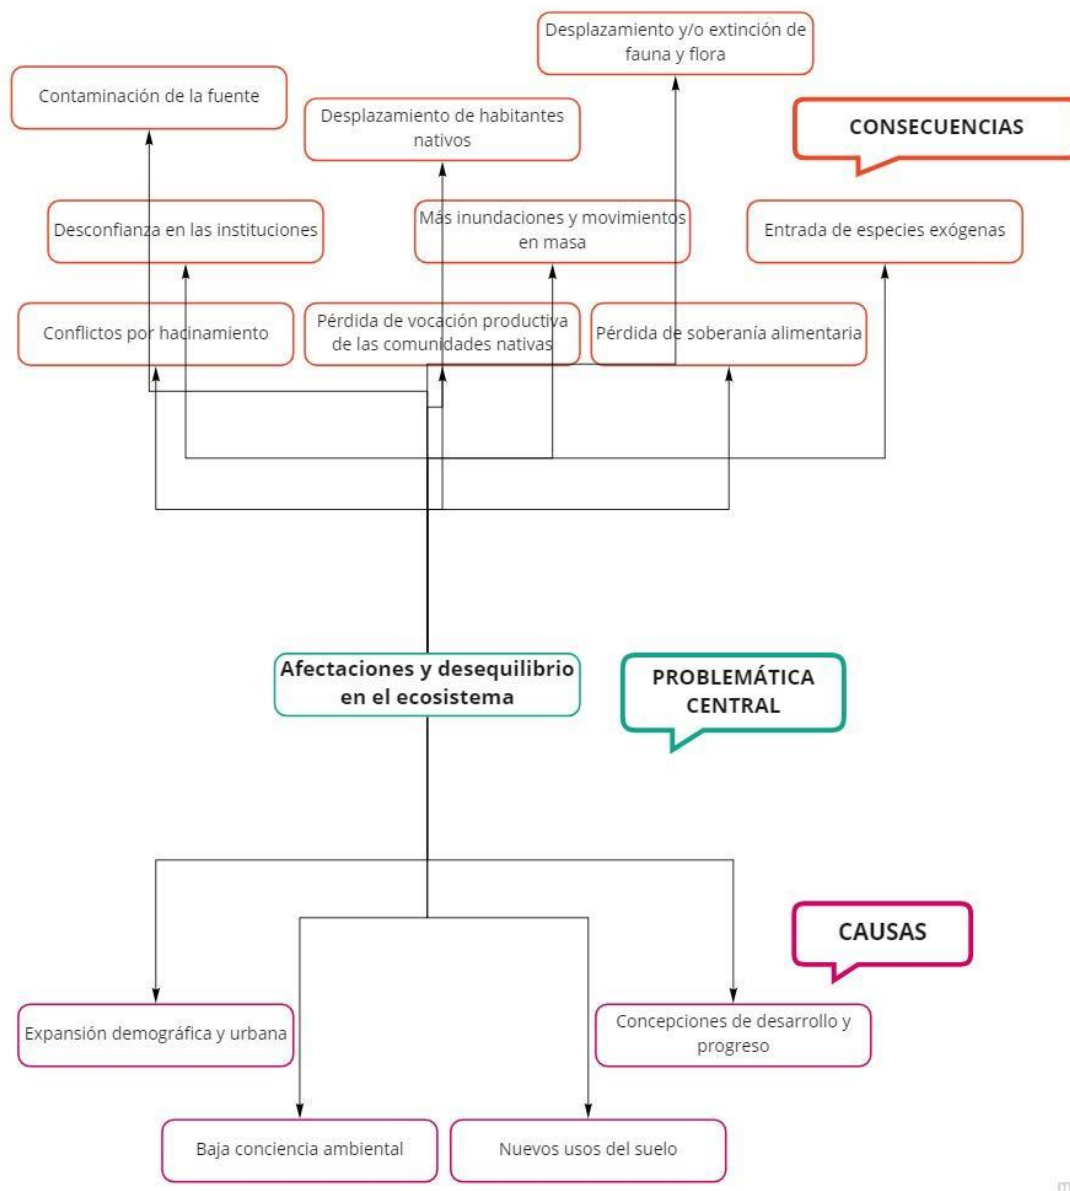 Desplazamiento y/o extinción de
fauna y flora
Contaminación de la fuente
Desplazamiento de habitantes
nativos
CONSECUENCIAS
Desconfianza en las instituciones
Más inundaciones y movimientos
en masa
Entrada de especies exógenas
Conflictos por hacinamiento
Pérdida de vocación productiva
de las comunidades nativas
Pérdida de soberanía alimentaria
Afectaciones y desequilibrio
en el ecosistema
PROBLEMÁTICA
CENTRAL
CAUSAS
Expansión demográfica y urbana
Concepciones de desarrollo y
progreso
Baja conciencia ambiental
Nuevos usos del suelo
m